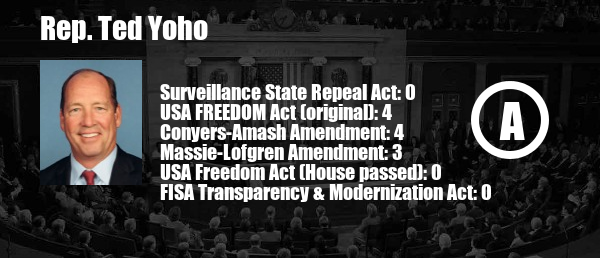 Rep. Ted Yoho
Surveillance State Repeal Act: 0
USA FREEDOM Act (original): 4
Conyers-Amash Amendment: 4
Massie-Lofgren Amendment: 3
USA Freedom Act (House passed): 0
FISA Transparency & Modernization Act: 0
A